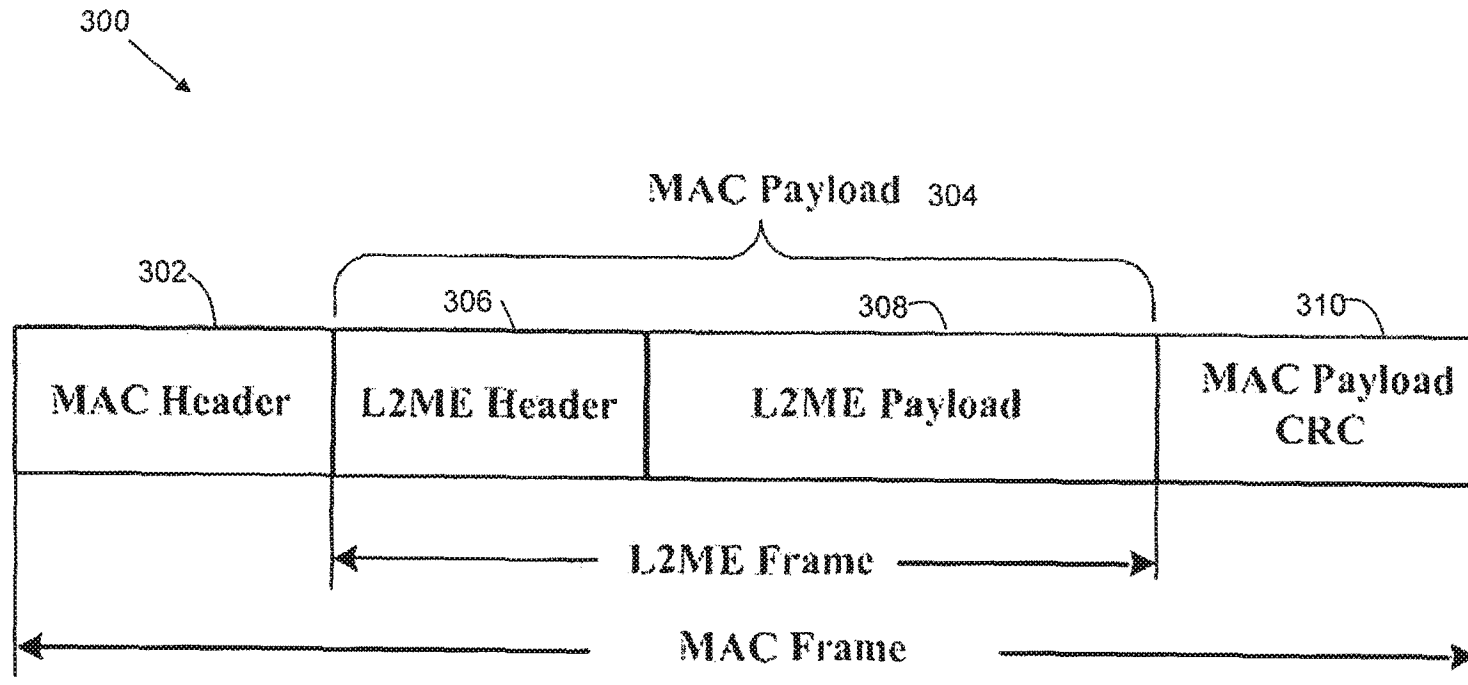 300
MAC Payload 304
302
306
308
310
MAC Header
L2ME Header
L2ME Payload
MAC Payload
CRC
L2ME Frame
MAC Frame